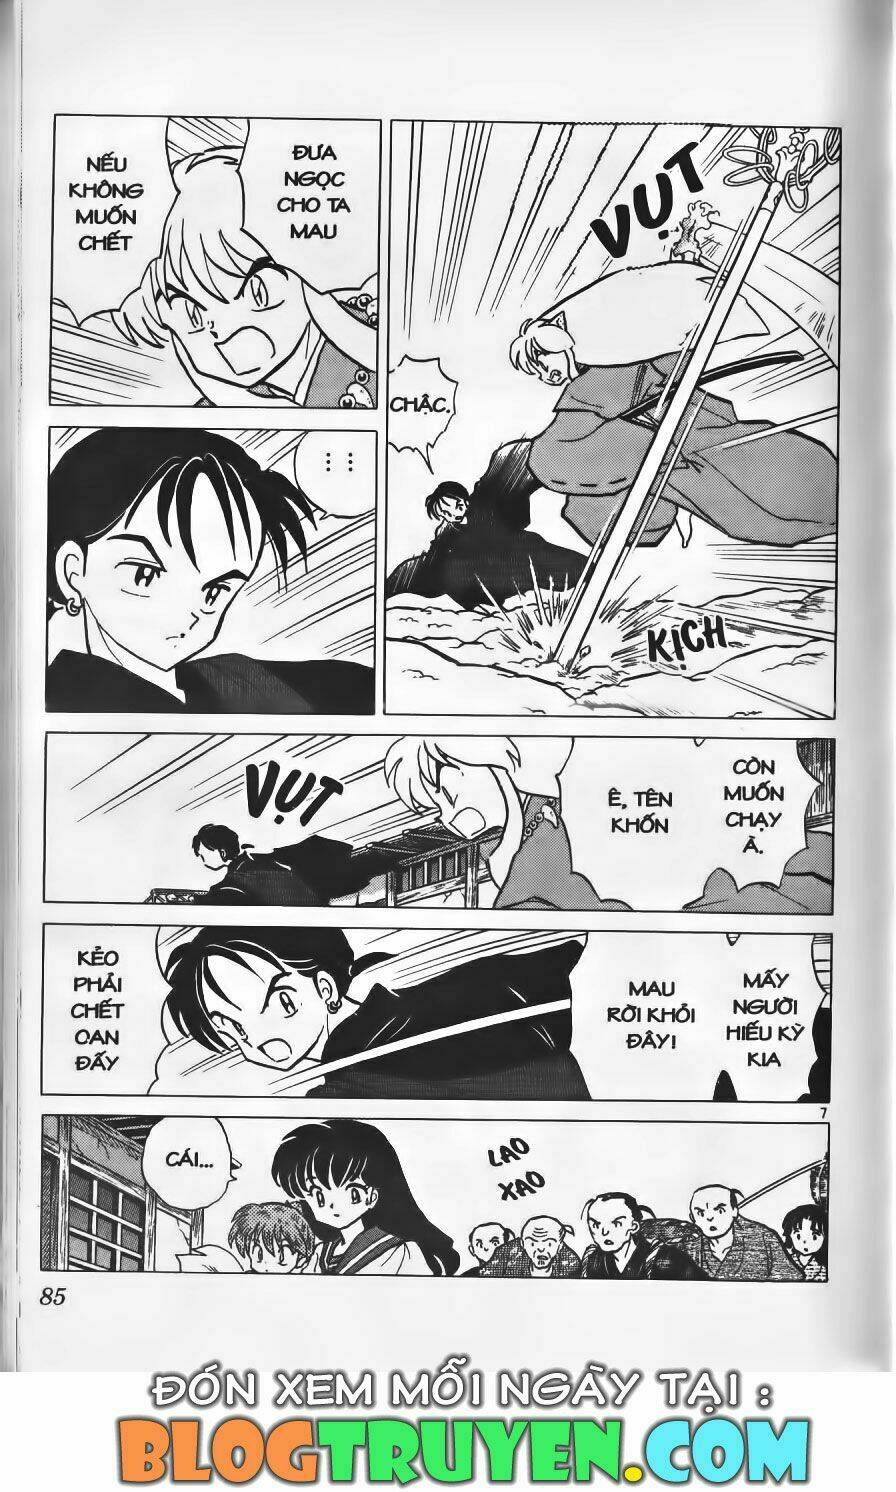 VỤT
CHẬC.
KỊCH
ĐƯA
NGỌC
CHO TA
MAU
NẾU
KHÔNG
MUỐN
CHẾT
...
...
CÒN
MUỐN
CHẠY
À.
Ê, TÊN
KHỐN
VỤT
MẤY
NGƯỜI
HIẾU KỲ
KIA
MAU
RỜI KHỎI
ĐÂY!
KẺO
PHẢI
CHẾT
OAN
ĐẤY
7
LAO
XAO
CÁI...
85
ĐÓN XEM MỖI NGÀY TẠI :
BLOGTRUYEN.COM